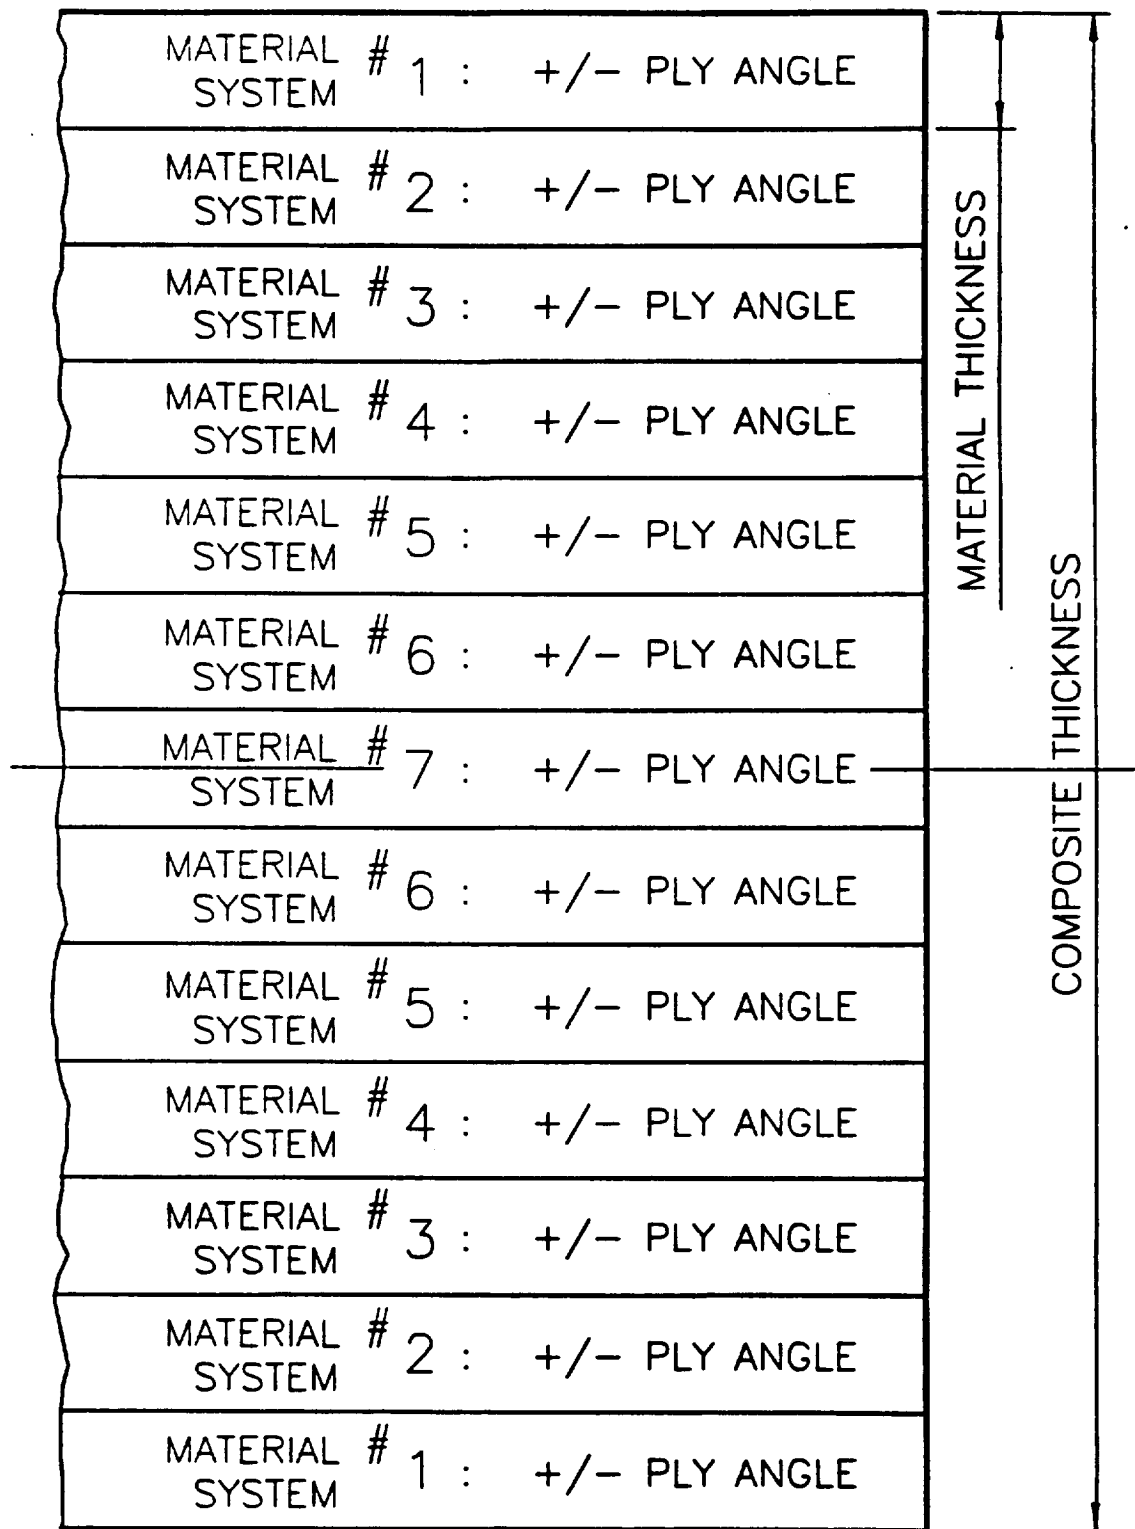 MATERIAL # 1 : +/- PLY ANGLE
SYSTEM
MATERIAL # 2 : +/- PLY ANGLE
SYSTEM
MATERIAL # 3 : +/- PLY ANGLE
SYSTEM
MATERIAL # 4 : +/- PLY ANGLE
SYSTEM
MATERIAL # 5 : +/- PLY ANGLE
SYSTEM
MATERIAL # 6 : +/- PLY ANGLE
SYSTEM
MATERIAL # 7 : +/- PLY ANGLE
SYSTEM
MATERIAL # 6 : +/- PLY ANGLE
SYSTEM
MATERIAL # 5 : +/- PLY ANGLE
SYSTEM
MATERIAL # 4 : +/- PLY ANGLE
SYSTEM
MATERIAL # 3 : +/- PLY ANGLE
SYSTEM
MATERIAL # 2 : +/- PLY ANGLE
SYSTEM
MATERIAL # 1 : +/- PLY ANGLE
SYSTEM
MATERIAL THICKNESS
COMPOSITE THICKNESS